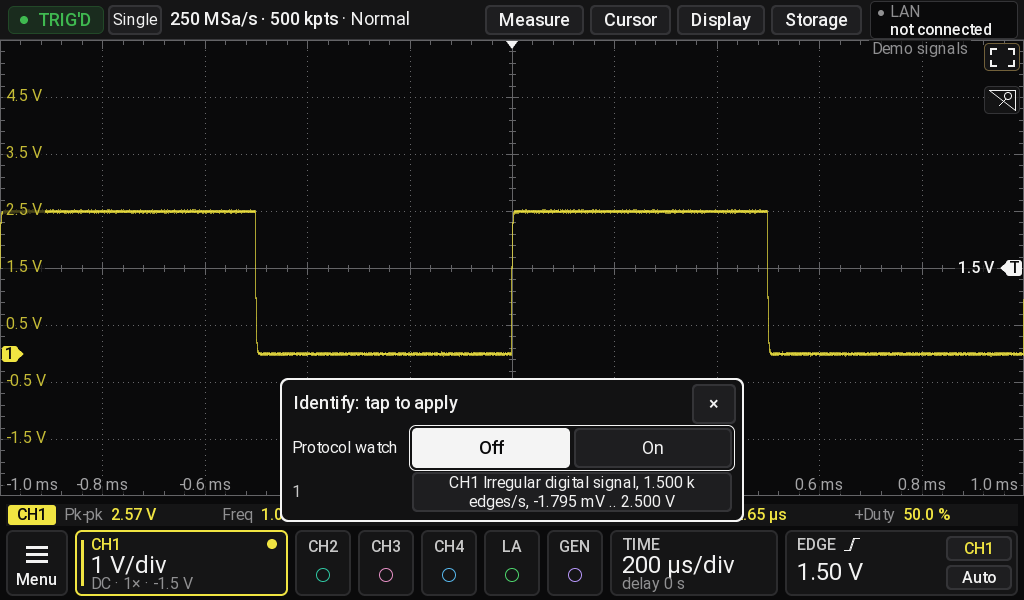 TRIG'D Single 250 MSa/s · 500 kpts · Normal Measure Cursor Display Storage LAN
not connected
Demo signals
4.5 V
3.5 V
2.5 V
1.5 V 1.5 V T
0.5 V
1
-0.5 V
Identify: tap to apply ×
-1.5 V Protocol watch Off On
-1.0 ms -0.8 ms -0.6 ms 1 CH1 Irregular digital signal, 1.500 k 0.6 ms 0.8 ms 1.0 ms
edges/s, -1.795 mV .. 2.500 V
CH1 Pk-pk 2.57 V Freq 1.0 .65 µs +Duty 50.0 %
Menu
CH1
1 V/div
DC · 1× · -1.5 V
CH2 CH3 CH4 LA GEN
TIME
200 µs/div
delay 0 s
EDGE CH1
1.50 V Auto